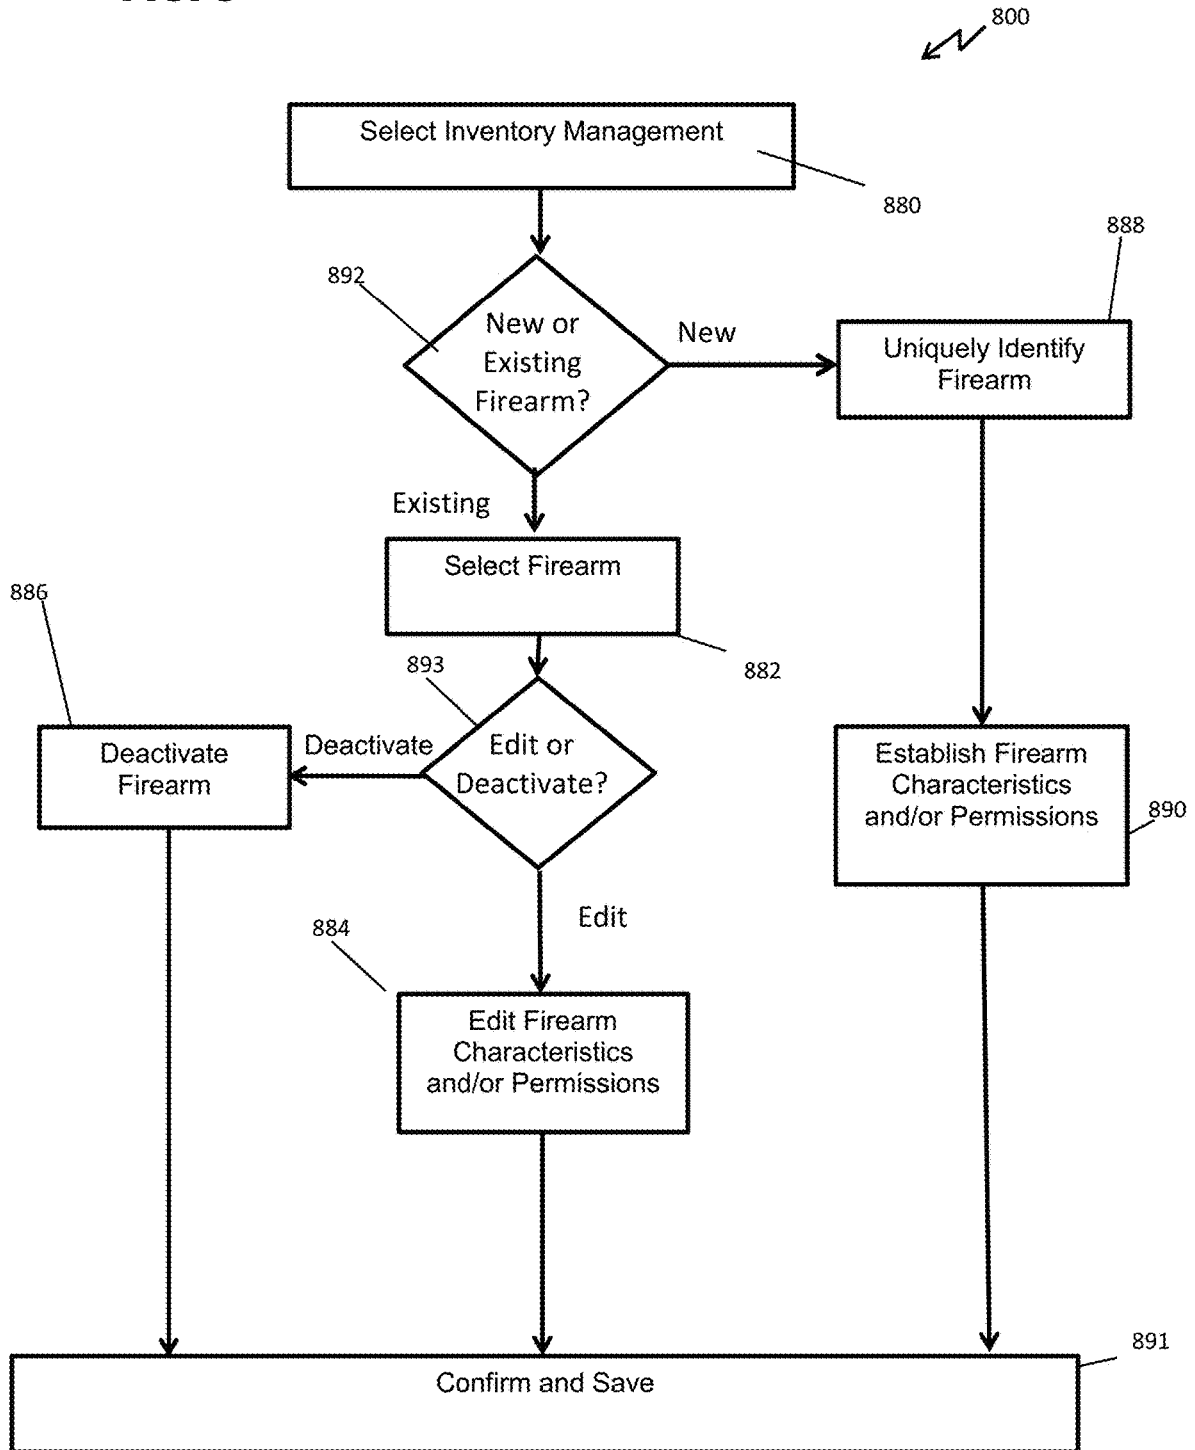 800
Select Inventory Management
880
888
892
New or
Existing
Firearm?
New
Uniquely Identify
Firearm
Existing
Select Firearm
886
882
893
Deactivate
Firearm
Deactivate
Edit or
Deactivate?
Establish Firearm
Characteristics
and/or Permissions
890
Edit
884
Edit Firearm
Characteristics
and/or Permissions
891
Confirm and Save